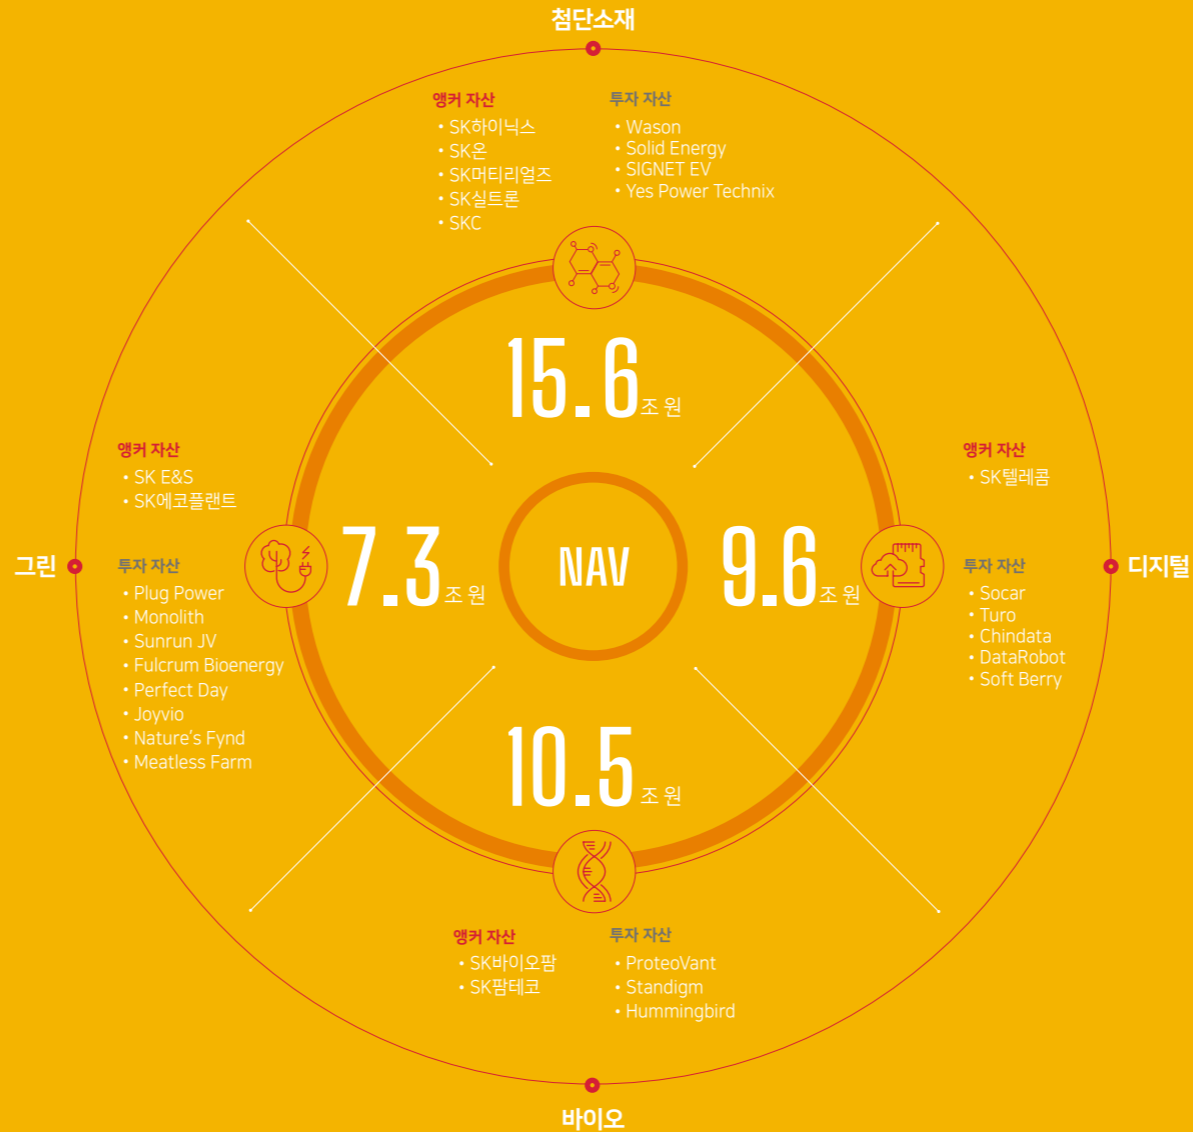 첨단소재
앵커 자산
• SK하이닉스
• SK온
• SK머티리얼즈
• SK실트론
• SKC
투자 자산
• Wason
• Solid Energy
• SIGNET EV
• Yes Power Technix
15.6조 원
그린
앵커 자산
• SK E&S
• SK에코플랜트
투자 자산
• Plug Power
• Monolith
• Sunrun JV
• Fulcrum Bioenergy
• Perfect Day
• Joyvio
• Nature's Fynd
• Meatless Farm
7.3조 원
NAV
9.6조 원
디지털
앵커 자산
• SK텔레콤
투자 자산
• Socar
• Turo
• Chindata
• DataRobot
• Soft Berry
10.5조 원
앵커 자산
• SK바이오팜
• SK팜테코
투자 자산
• ProteoVant
• Standigm
• Hummingbird
바이오